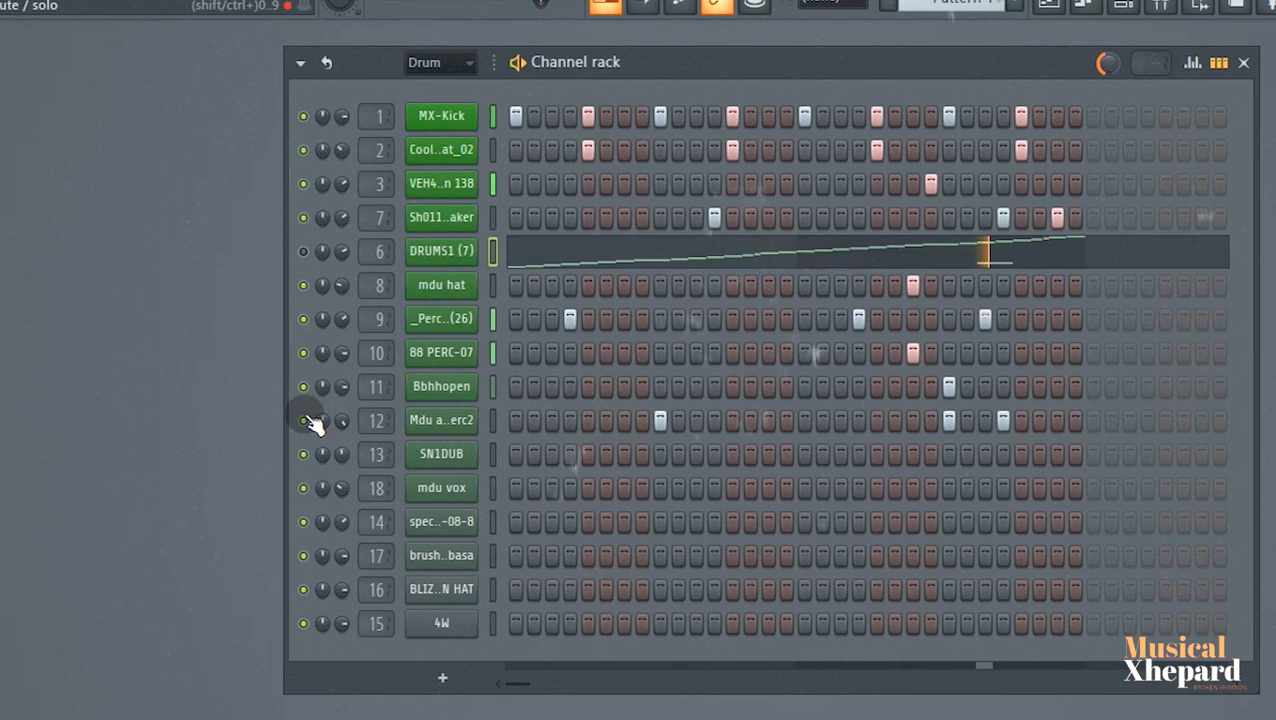 ute / solo
(shift/ctrl+)0..9
Drum
Channel rack
1 MX-Kick
2 Cool..at_02
3 VEH4..n 138
7 Sh011..aker
6 DRUMS1 (7)
8 mdu hat
9 _Perc..(26)
10 88 PERC-07
11 Bbhhopen
12 Mdu a..erc2
13 SN1DUB
18 mdu vox
14 spec..-08-8
17 brush..basa
16 BLIZ..N HAT
15 4W
+
Musical
Xhepard